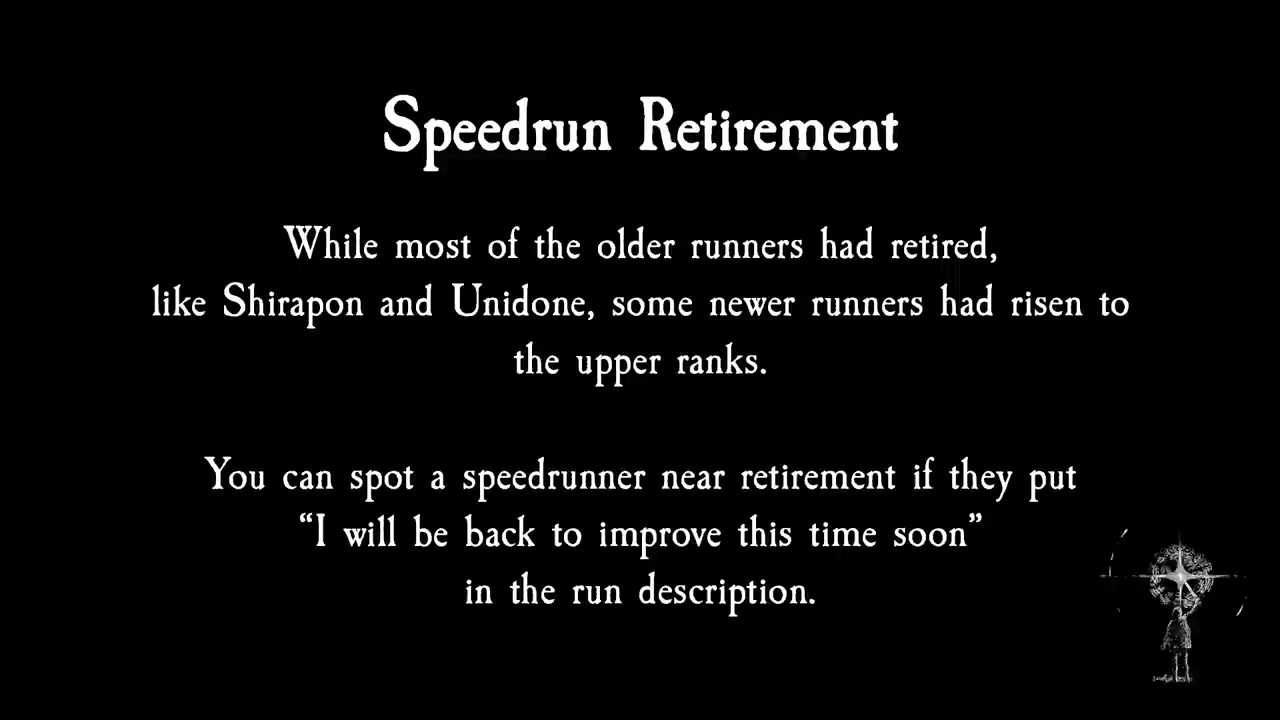 Speedrun Retirement
While most of the older runners had retired,
like Shirapon and Unidone, some newer runners had risen to
the upper ranks.
You can spot a speedrunner near retirement if they put
“I will be back to improve this time soon”
in the run description.